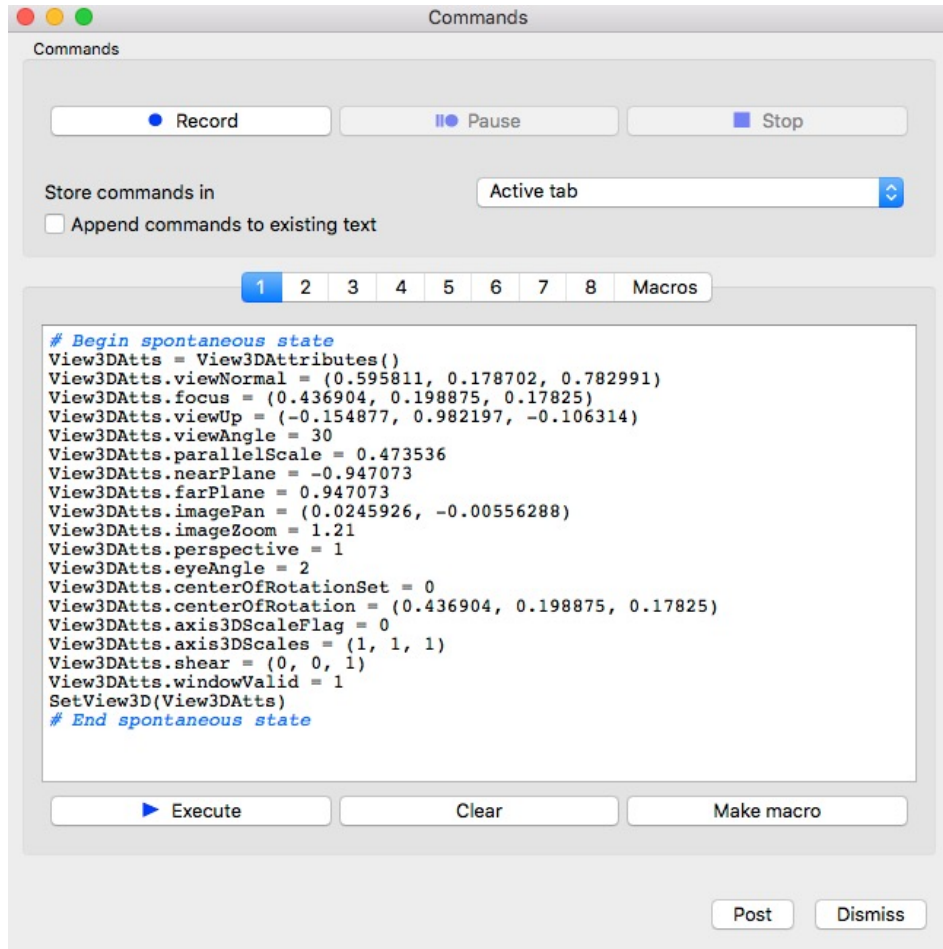 Commands
Commands
Record
Pause
Stop
Store commands in
Active tab
Append commands to existing text
1 2 3 4 5 6 7 8 Macros
# Begin spontaneous state
View3DAtts = View3DAttributes()
View3DAtts.viewNormal = (0.595811, 0.178702, 0.782991)
View3DAtts.focus = (0.436904, 0.198875, 0.17825)
View3DAtts.viewUp = (-0.154877, 0.982197, -0.106314)
View3DAtts.viewAngle = 30
View3DAtts.parallelScale = 0.473536
View3DAtts.nearPlane = -0.947073
View3DAtts.farPlane = 0.947073
View3DAtts.imagePan = (0.0245926, -0.00556288)
View3DAtts.imageZoom = 1.21
View3DAtts.perspective = 1
View3DAtts.eyeAngle = 2
View3DAtts.centerOfRotationSet = 0
View3DAtts.centerOfRotation = (0.436904, 0.198875, 0.17825)
View3DAtts.axis3DScaleFlag = 0
View3DAtts.axis3DScales = (1, 1, 1)
View3DAtts.shear = (0, 0, 1)
View3DAtts.windowValid = 1
SetView3D(View3DAtts)
# End spontaneous state
Execute
Clear
Make macro
Post
Dismiss